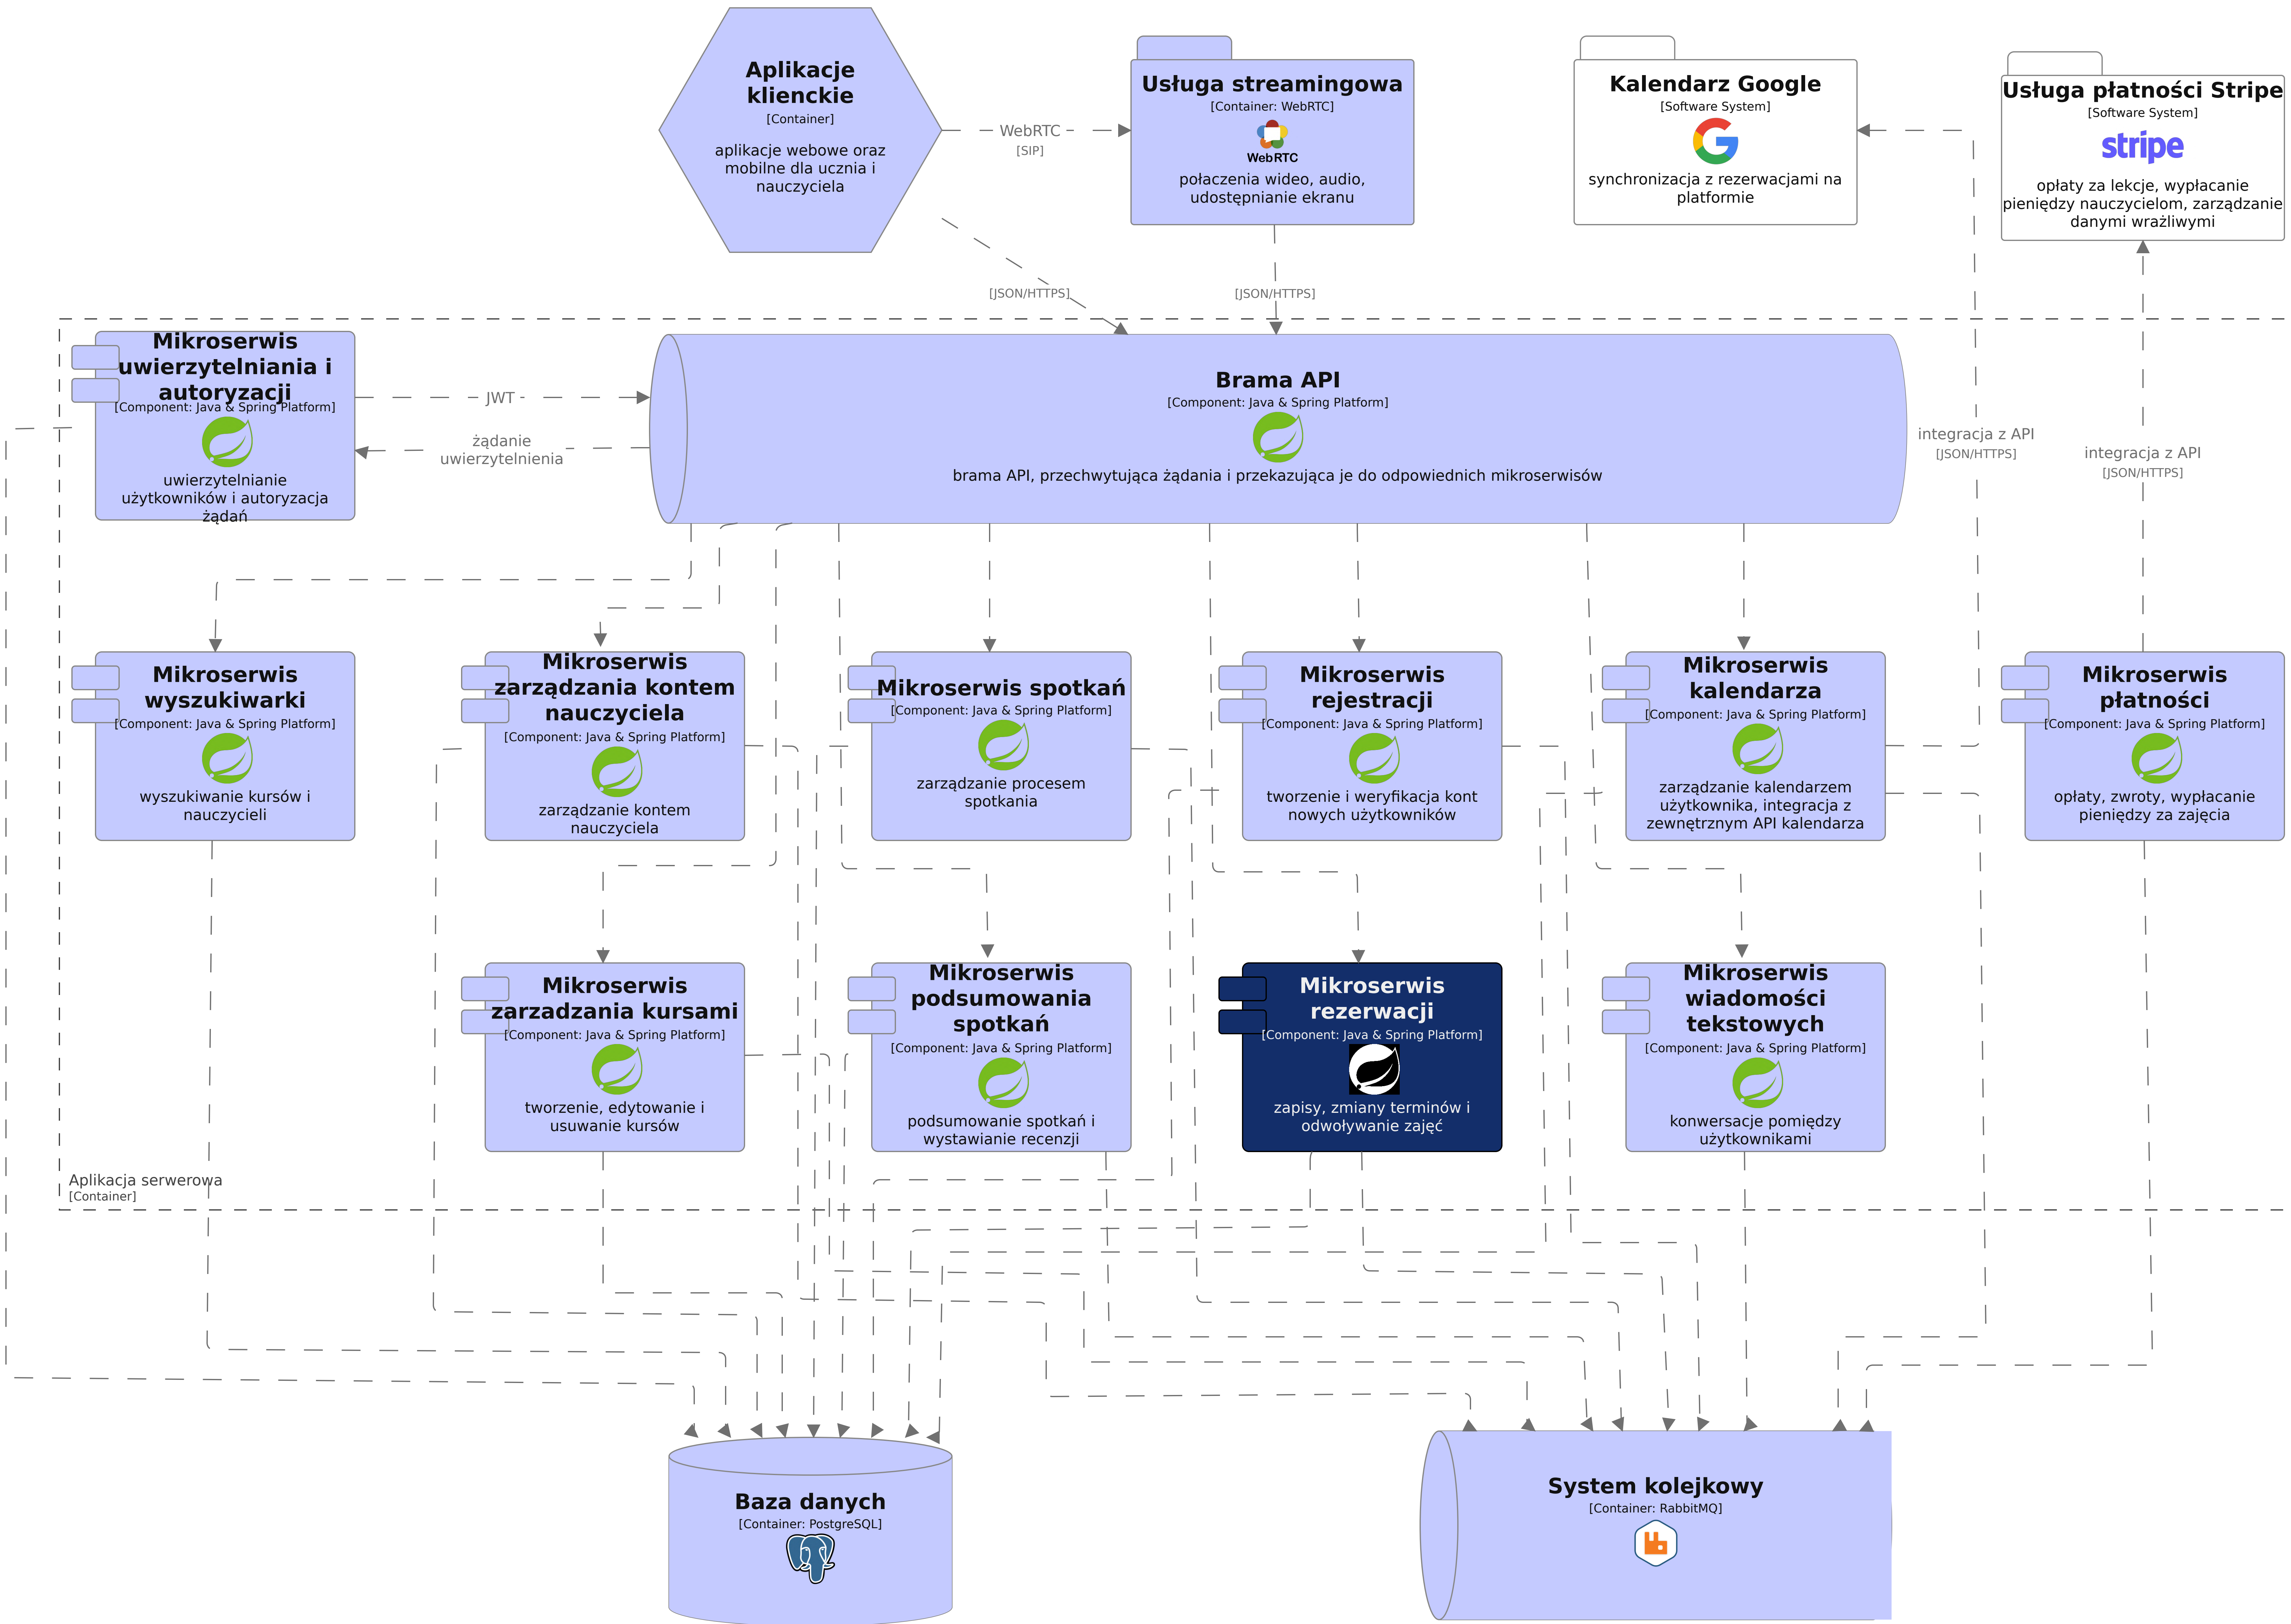 Aplikacje
klienckie
[Container]
aplikacje webowe oraz
mobilne dla ucznia i
nauczyciela
WebRTC
[SIP]
Usługa streamingowa
[Container: WebRTC]
WebRTC
połaczenia wideo, audio,
udostępnianie ekranu
Kalendarz Google
[Software System]
synchronizacja z rezerwacjami na
platformie
Usługa płatności Stripe
[Software System]
stripe
opłaty za lekcje, wypłacanie
pieniędzy nauczycielom, zarządzanie
danymi wrażliwymi
[JSON/HTTPS]
[JSON/HTTPS]
Mikroserwis
uwierzytelniania i
autoryzacji
[Component: Java & Spring Platform]
uwierzytelnianie
użytkowników i autoryzacja
żądań
JWT
żądanie
uwierzytelnienia
Brama API
[Component: Java & Spring Platform]
brama API, przechwytująca żądania i przekazująca je do odpowiednich mikroserwisów
integracja z API
[JSON/HTTPS]
integracja z API
[JSON/HTTPS]
Mikroserwis
wyszukiwarki
[Component: Java & Spring Platform]
wyszukiwanie kursów i
nauczycieli
Mikroserwis
zarządzania kontem
nauczyciela
[Component: Java & Spring Platform]
zarządzanie kontem
nauczyciela
Mikroserwis spotkań
[Component: Java & Spring Platform]
zarządzanie procesem
spotkania
Mikroserwis
rejestracji
[Component: Java & Spring Platform]
tworzenie i weryfikacja kont
nowych użytkowników
Mikroserwis
kalendarza
[Component: Java & Spring Platform]
zarządzanie kalendarzem
użytkownika, integracja z
zewnętrznym API kalendarza
Mikroserwis
płatności
[Component: Java & Spring Platform]
opłaty, zwroty, wypłacanie
pieniędzy za zajęcia
Mikroserwis
zarzadzania kursami
[Component: Java & Spring Platform]
tworzenie, edytowanie i
usuwanie kursów
Mikroserwis
podsumowania
spotkań
[Component: Java & Spring Platform]
podsumowanie spotkań i
wystawianie recenzji
Mikroserwis
rezerwacji
[Component: Java & Spring Platform]
zapisy, zmiany terminów i
odwoływanie zajęć
Mikroserwis
wiadomości
tekstowych
[Component: Java & Spring Platform]
konwersacje pomiędzy
użytkownikami
Aplikacja serwerowa
[Container]
Baza danych
[Container: PostgreSQL]
System kolejkowy
[Container: RabbitMQ]